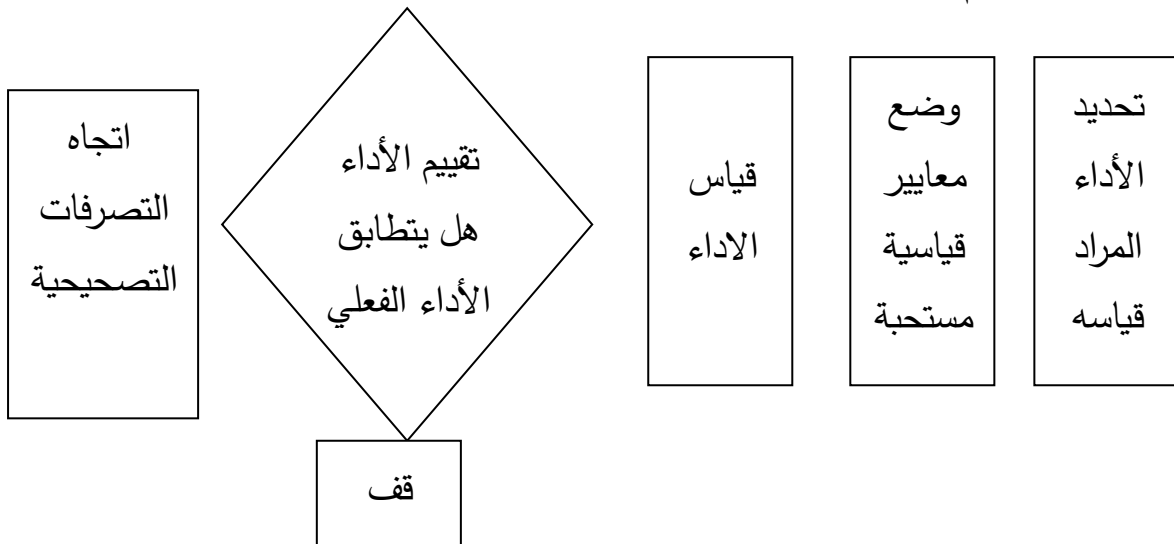 تحديد
الأداء
المراد
قياسه
وضع
معايير
قياسية
مستحبة
قياس
الاداء
تقييم الأداء
هل يتطابق
الأداء الفعلي
اتجاه
التصرفات
التصحيحية
قف